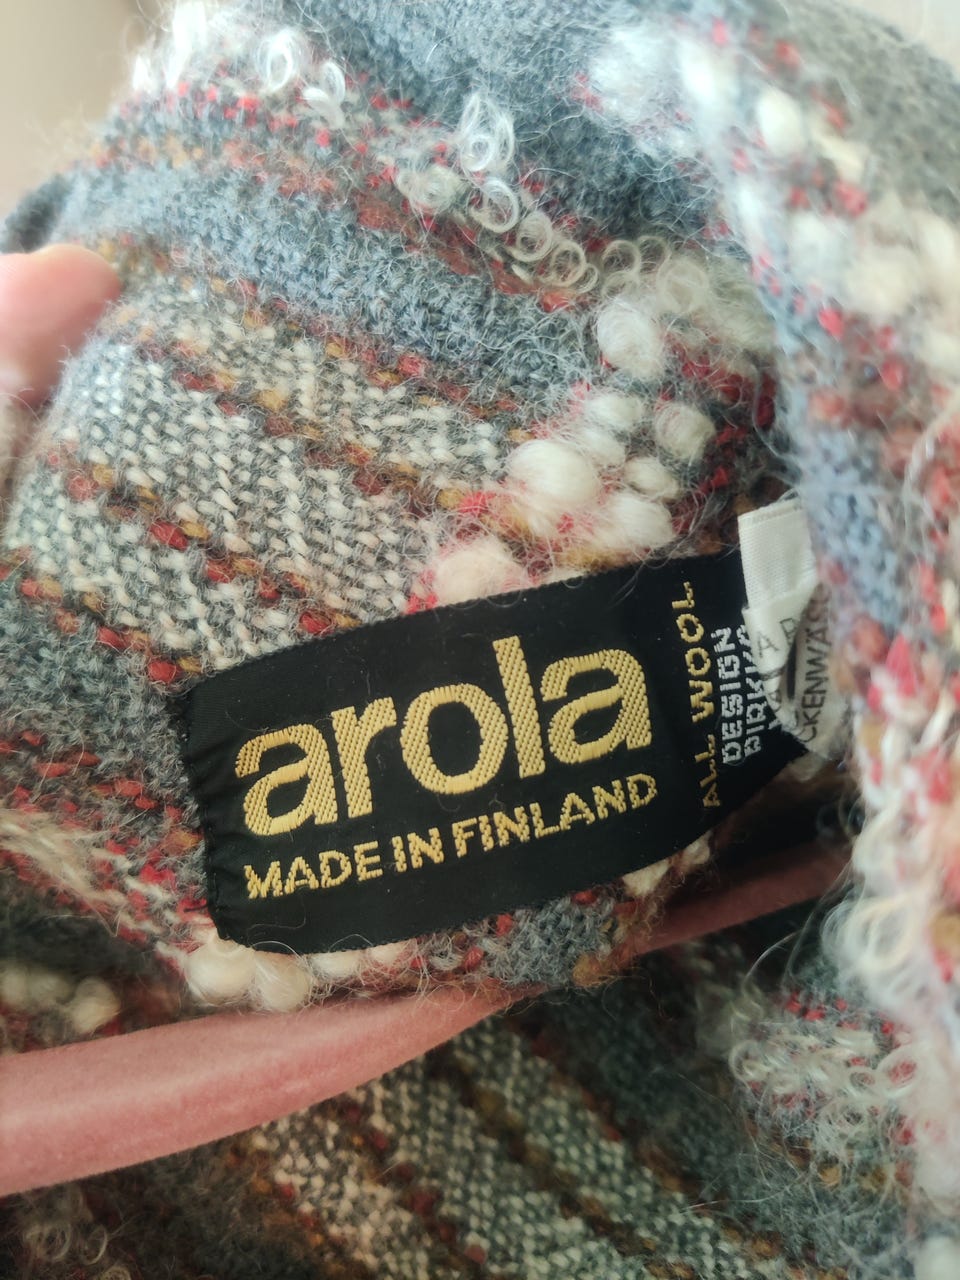 arola
MADE IN FINLAND
ALL WOOL
DESIGN